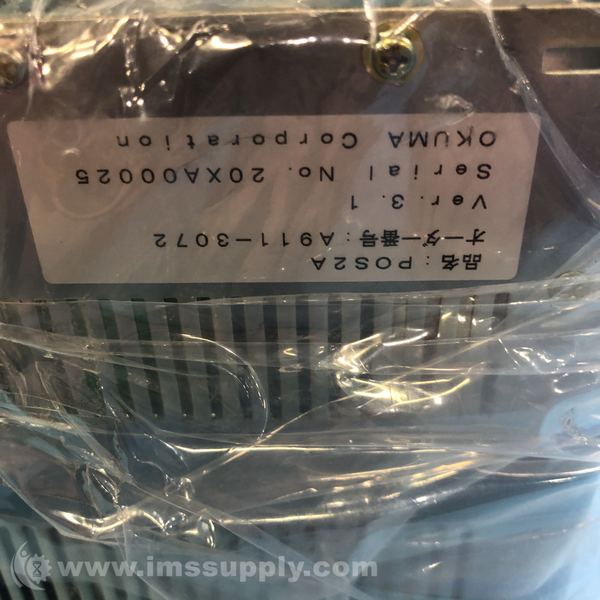 品名：POS2A
オーダー番号：A911-3072
Ver.3.1
Serial No. 20XA00025
OKUMA Corporation
www.imssupply.com